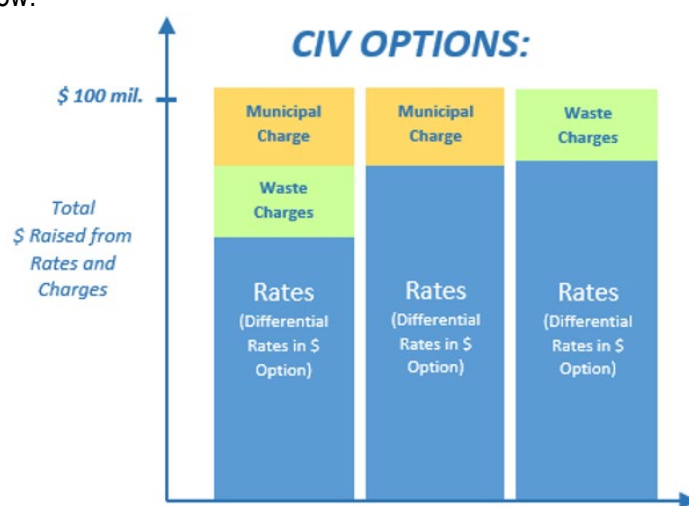 CIV OPTIONS:
$ 100 mil.
Total
$ Raised from
Rates and
Charges
Municipal
Charge
Waste
Charges
Rates
(Differential
Rates in $
Option)
Municipal
Charge
Rates
(Differential
Rates in $
Option)
Waste
Charges
Rates
(Differential
Rates in $
Option)